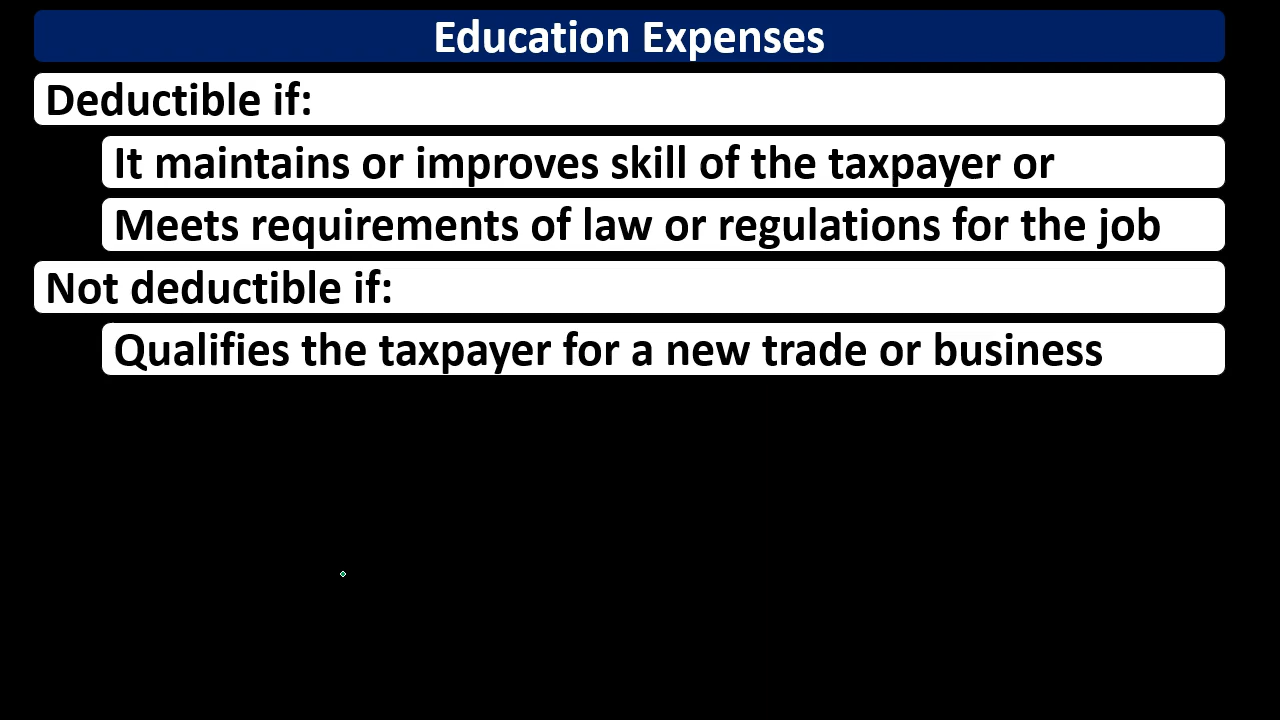 Education Expenses
Deductible if:
It maintains or improves skill of the taxpayer or
Meets requirements of law or regulations for the job
Not deductible if:
Qualifies the taxpayer for a new trade or business